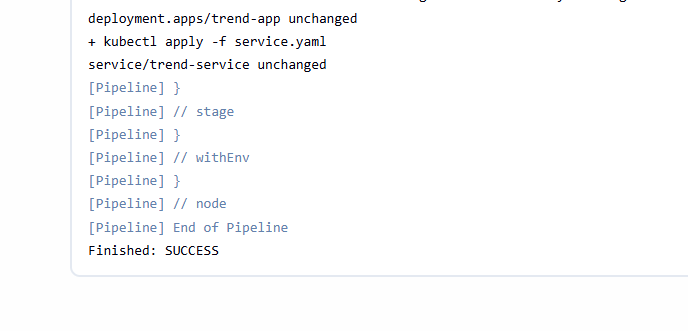 deployment.apps/trend-app unchanged
+ kubectl apply -f service.yaml
service/trend-service unchanged
[Pipeline] }
[Pipeline] // stage
[Pipeline] }
[Pipeline] // withEnv
[Pipeline] }
[Pipeline] // node
[Pipeline] End of Pipeline
Finished: SUCCESS